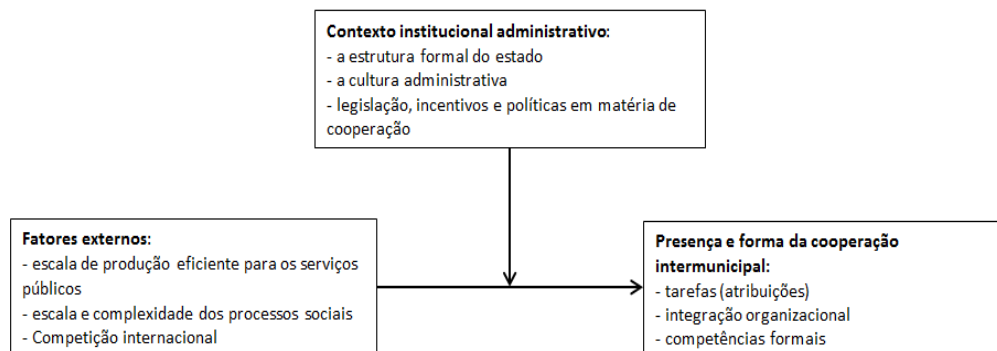 Contexto institucional administrativo:
- a estrutura formal do estado
- a cultura administrativa
- legislação, incentivos e políticas em matéria de
cooperação
Fatores externos:
- escala de produção eficiente para os serviços
públicos
- escala e complexidade dos processos sociais
- Competição internacional
Presença e forma da cooperação
intermunicipal:
- tarefas (atribuições)
- integração organizacional
- competências formais